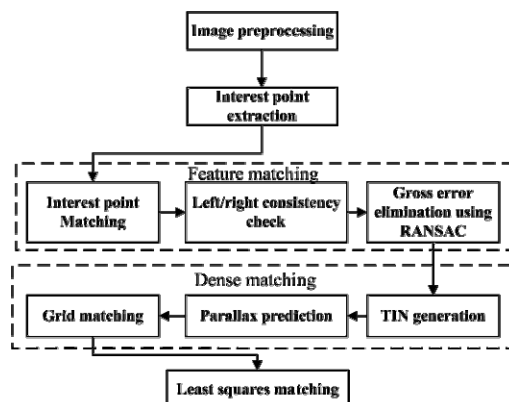 Image preprocessing
Interest point
extraction
Feature matching
Interest point
Matching
Left/right consistency
check
Gross error
elimination using
RANSAC
Dense matching
Grid matching
Parallax prediction
TIN generation
Least squares matching